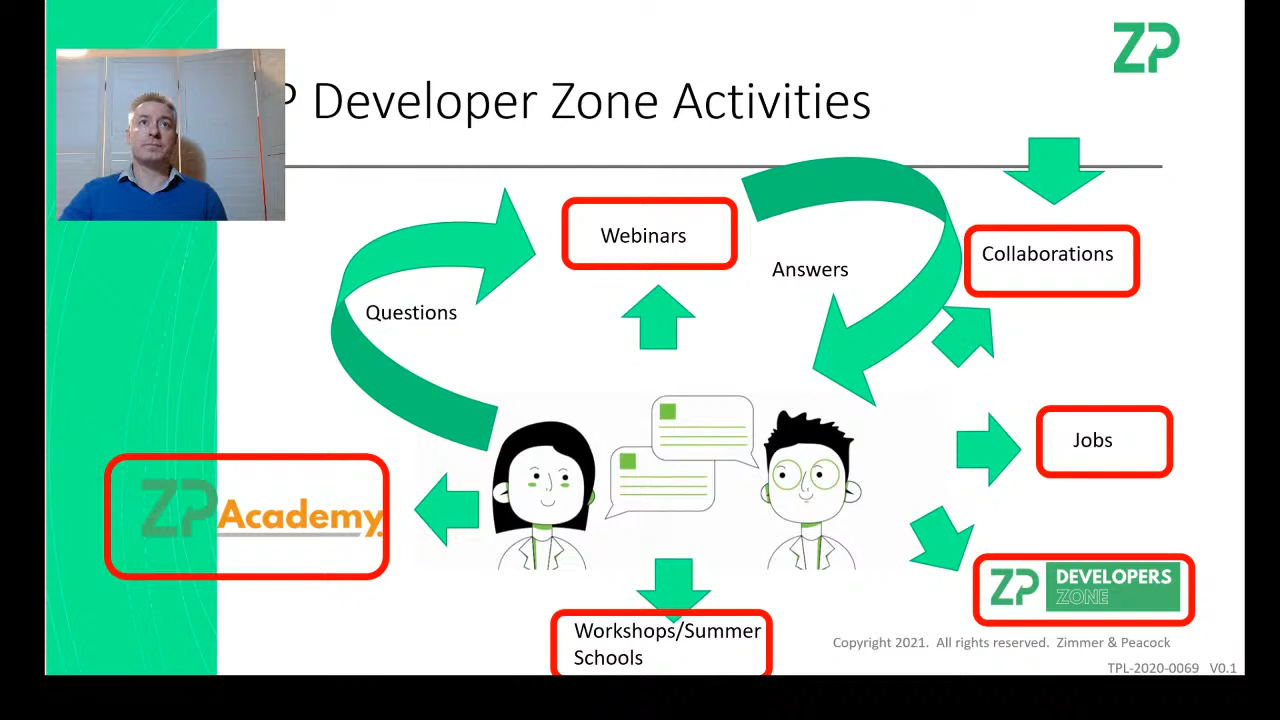 ZP
P Developer Zone Activities
Webinars
Collaborations
Answers
Questions
Jobs
ZP Academy
ZP DEVELOPERS
ZONE
Workshops/Summer
Schools
Copyright 2021. All rights reserved. Zimmer & Peacock
TPL-2020-0069 V0.1